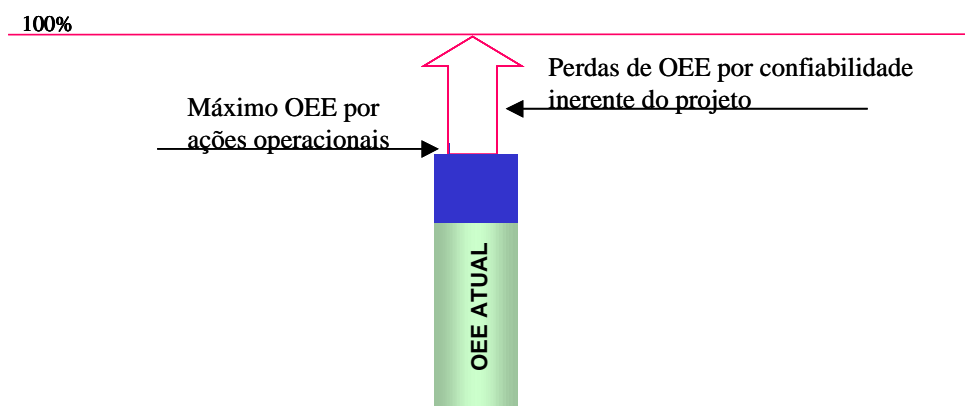 100%
Perdas de OEE por confiabilidade
inerente do projeto
Máximo OEE por
ações operacionais
OEE ATUAL